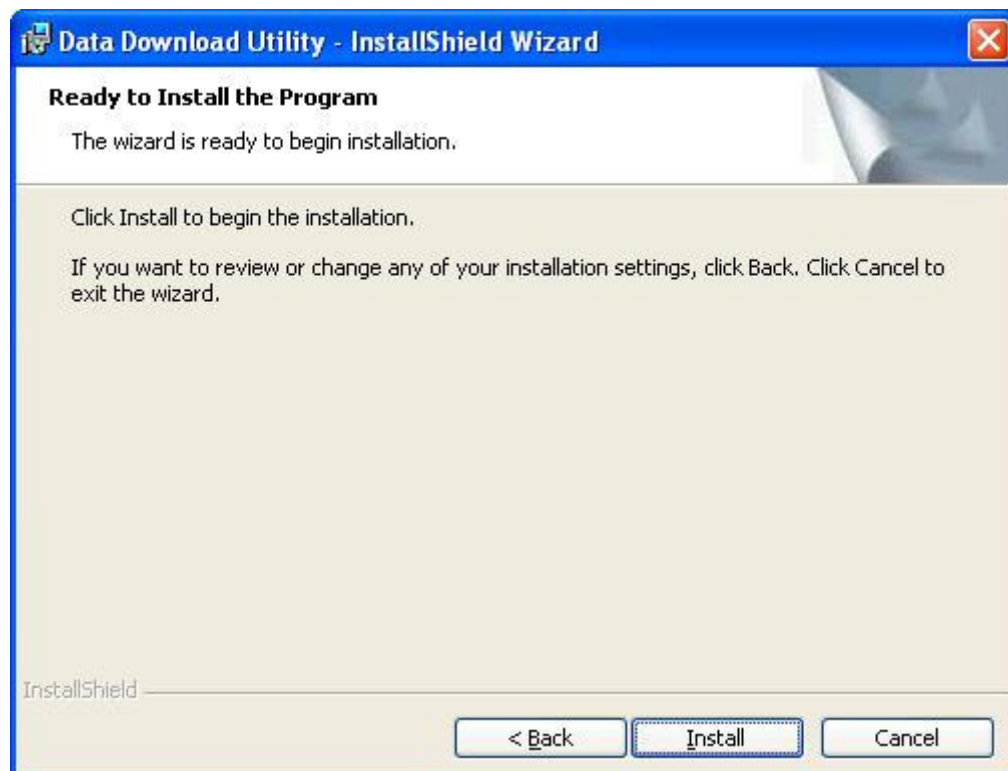 Data Download Utility - InstallShield Wizard
Ready to Install the Program
The wizard is ready to begin installation.
Click Install to begin the installation.
If you want to review or change any of your installation settings, click Back. Click Cancel to
exit the wizard.
InstallShield
< Back
Install
Cancel